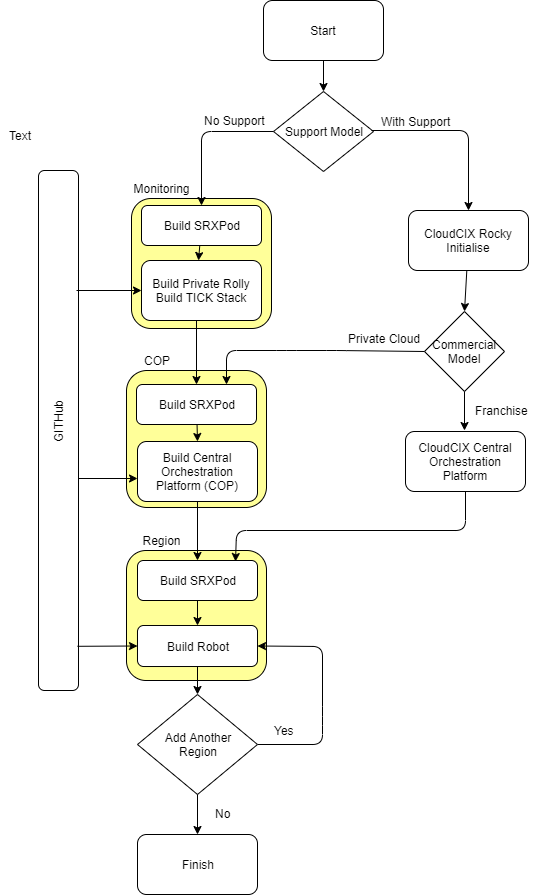 Start
Support Model
No Support
With Support
Text
Monitoring
Build SRXPod
CloudCIX Rocky
Initialise
Build Private Rolly
Build TICK Stack
Private Cloud
Commercial
Model
COP
Build SRXPod
Franchise
GITHub
Build Central
Orchestration
Platform (COP)
CloudCIX Central
Orchestration
Platform
Region
Build SRXPod
Build Robot
Add Another
Region
Yes
No
Finish